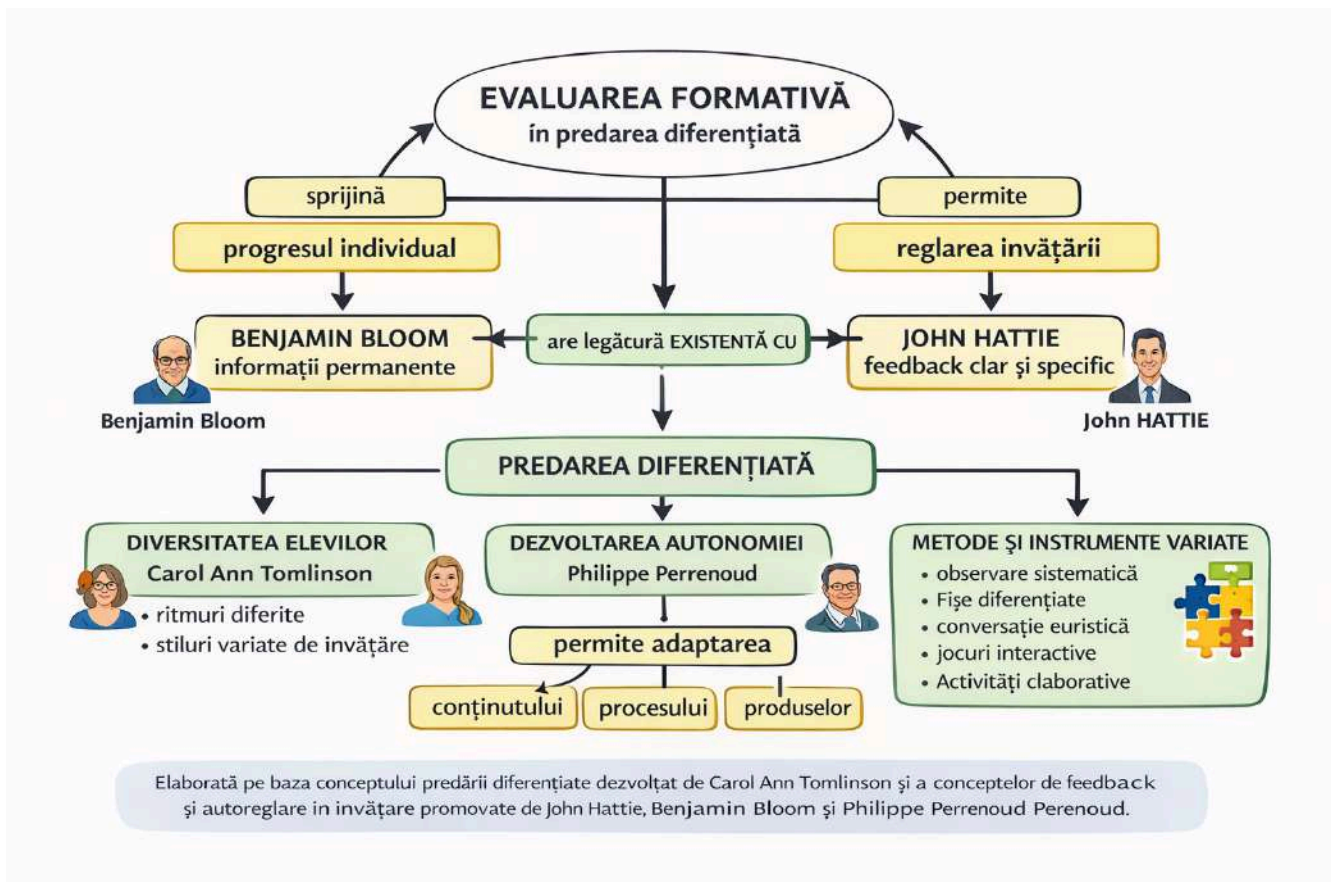 EVALUAREA FORMATIVĂ
în predarea diferențiată
sprijină
permite
progresul individual
reglarea invățării
BENJAMIN BLOOM
informații permanente
are legătură EXISTENTĂ CU
JOHN HATTIE
feedback clar și specific
Benjamin Bloom
John HATTIE
PREDAREA DIFERENȚIATĂ
DIVERSITATEA ELEVILOR
Carol Ann Tomlinson
• ritmuri diferite
• stiluri variate de invățăre
DEZVOLTAREA AUTONOMIEI
Philippe Perrenoud
permite adaptarea
conținutului
procesului
produselor
METODE ȘI INSTRUMENTE VARIATE
• observare sistematică
• Fișe diferențiate
• conversație euristică
• jocuri interactive
• Activități claborative
Elaborată pe baza conceptului predării diferențiate dezvoltat de Carol Ann Tomlinson și a conceptelor de feedback
și autoreglare in invățare promovate de John Hattie, Benjamin Bloom și Philippe Perrenoud Perenoud.